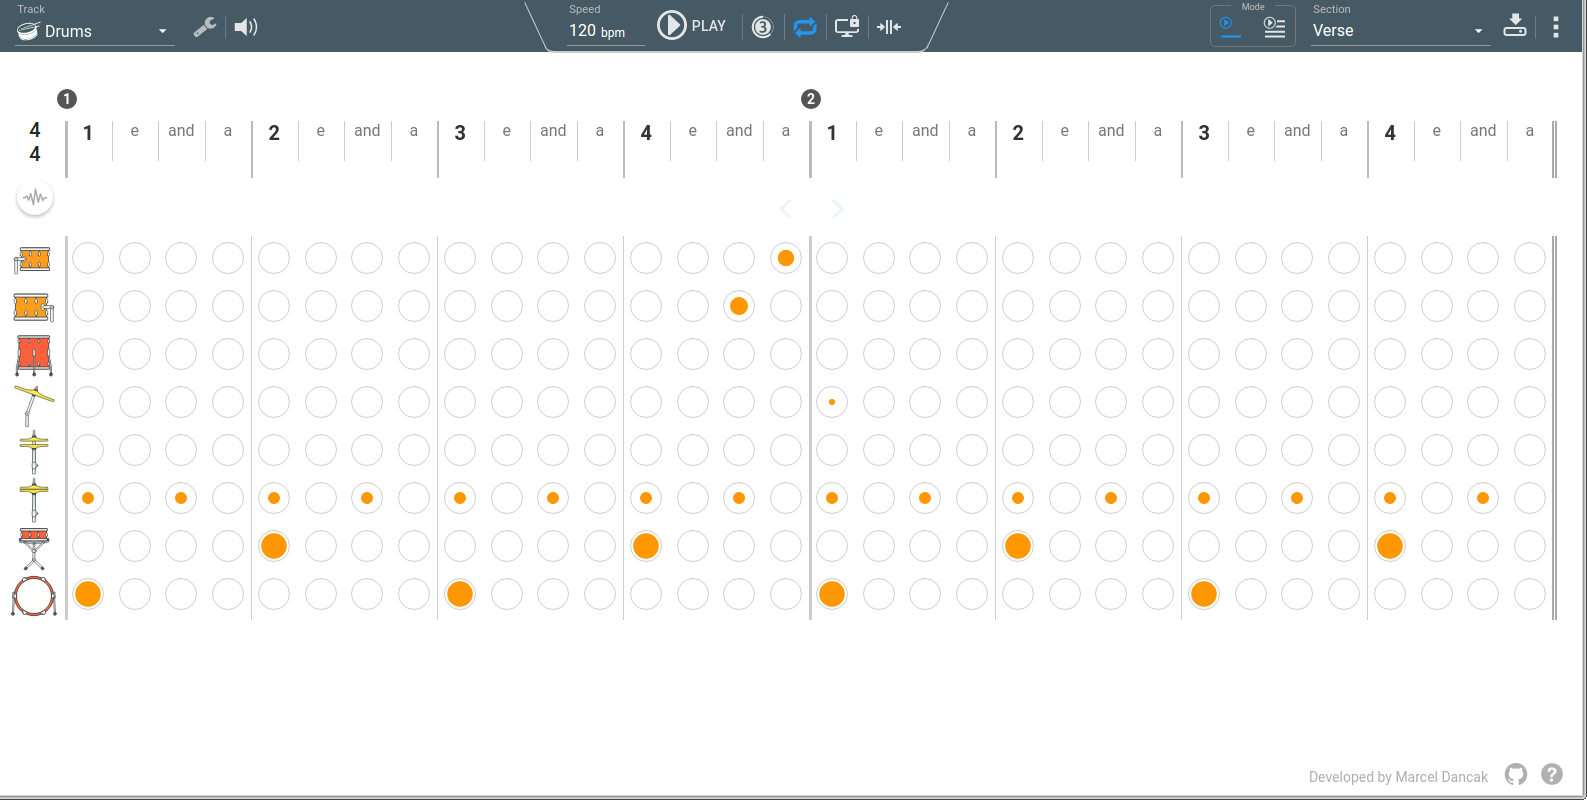 Track
Drums
Speed
120 bpm
PLAY
3
Mode
Section
Verse
1
2
4
4
1 e and a 2 e and a 3 e and a 4 e and a 1 e and a 2 e and a 3 e and a 4 e and a
Developed by Marcel Dancak
?